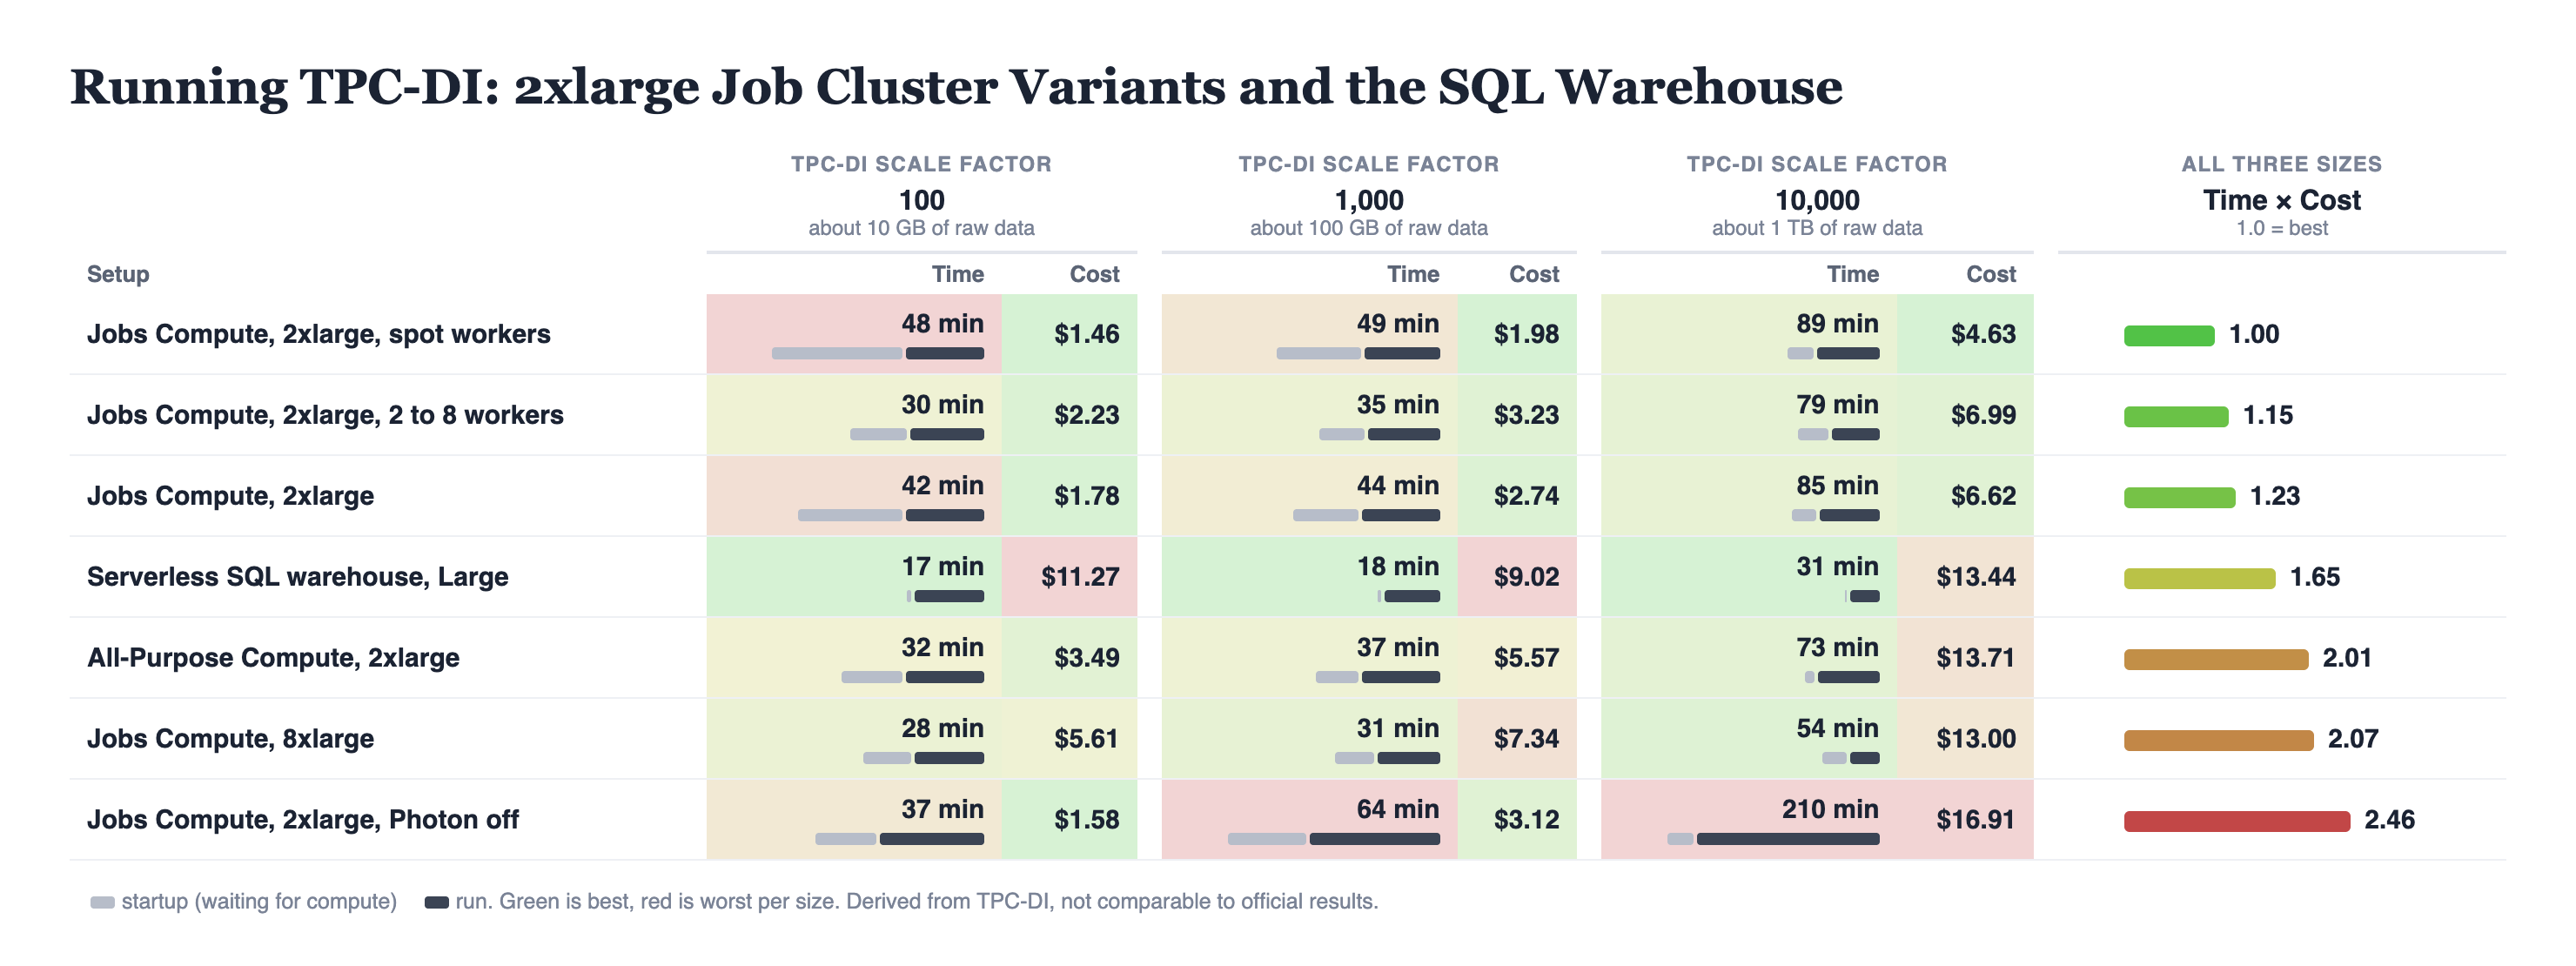 Running TPC-DI: 2xlarge Job Cluster Variants and the SQL Warehouse
TPC-DI SCALE FACTOR TPC-DI SCALE FACTOR TPC-DI SCALE FACTOR ALL THREE SIZES
100 1,000 10,000 Time × Cost
about 10 GB of raw data about 100 GB of raw data about 1 TB of raw data 1.0 = best
Setup Time Cost Time Cost Time Cost
Jobs Compute, 2xlarge, spot workers 48 min $1.46 49 min $1.98 89 min $4.63 1.00
Jobs Compute, 2xlarge, 2 to 8 workers 30 min $2.23 35 min $3.23 79 min $6.99 1.15
Jobs Compute, 2xlarge 42 min $1.78 44 min $2.74 85 min $6.62 1.23
Serverless SQL warehouse, Large 17 min $11.27 18 min $9.02 31 min $13.44 1.65
All-Purpose Compute, 2xlarge 32 min $3.49 37 min $5.57 73 min $13.71 2.01
Jobs Compute, 8xlarge 28 min $5.61 31 min $7.34 54 min $13.00 2.07
Jobs Compute, 2xlarge, Photon off 37 min $1.58 64 min $3.12 210 min $16.91 2.46
startup (waiting for compute) run. Green is best, red is worst per size. Derived from TPC-DI, not comparable to official results.